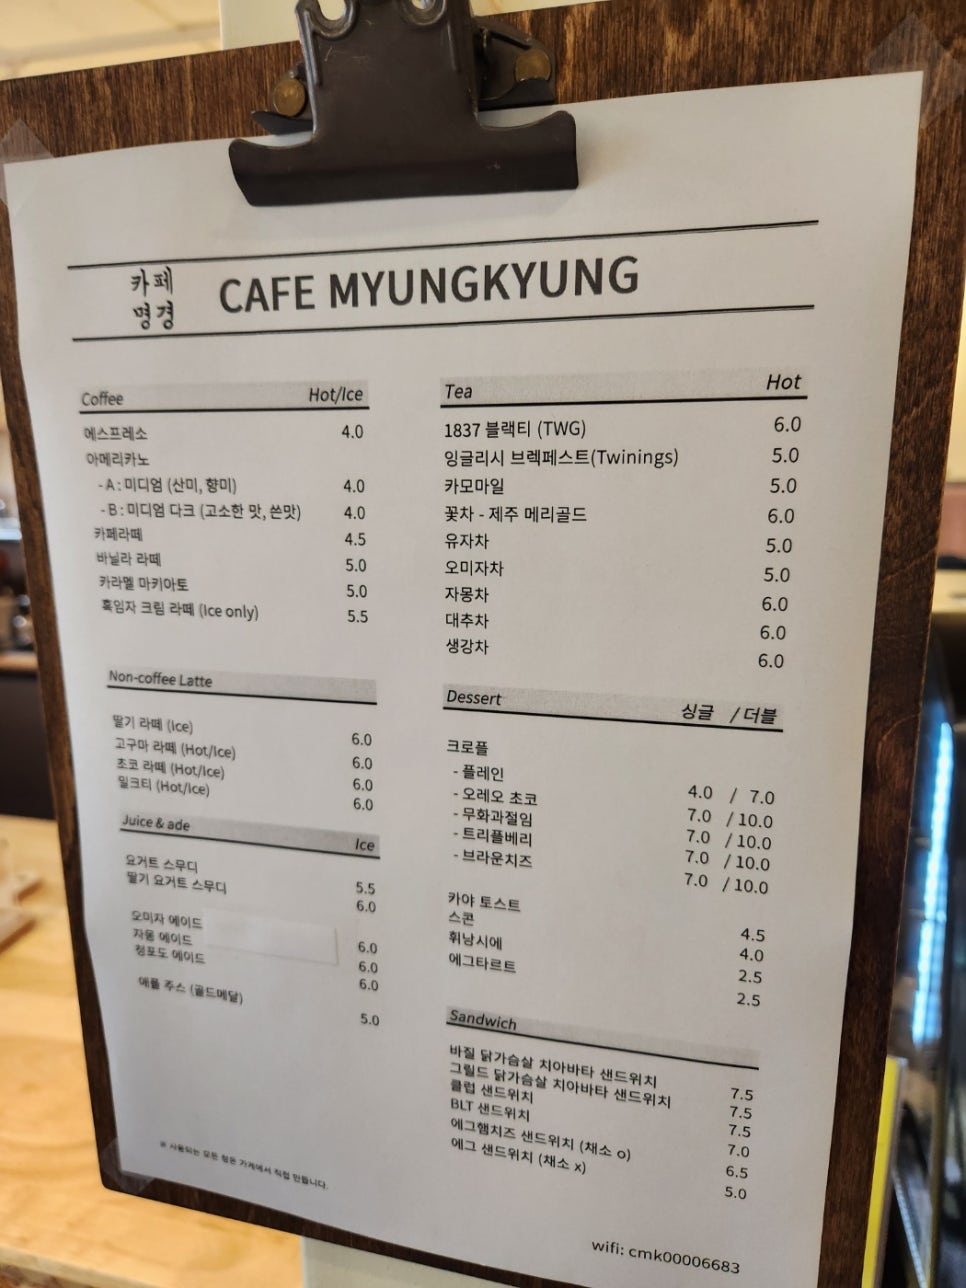 카페
명경
CAFE MYUNGKYUNG
Coffee Hot/Ice
에스프레소 4.0
아메리카노
- A : 미디엄 (산미, 향미) 4.0
- B : 미디엄 다크 (고소한 맛, 쓴맛) 4.0
카페라떼 4.5
바닐라 라떼 5.0
카라멜 마키아토 5.0
흑임자 크림 라떼 (Ice only) 5.5
Non-coffee Latte
딸기 라떼 (Ice) 6.0
고구마 라떼 (Hot/Ice) 6.0
초코 라떼 (Hot/Ice) 6.0
밀크티 (Hot/Ice) 6.0
Juice & ade Ice
요거트 스무디 5.5
딸기 요거트 스무디 6.0
오미자 에이드 6.0
자몽 에이드 6.0
청포도 에이드 6.0
애플 주스 (골드메달) 5.0
※ 사용되는 모든 청은 가게에서 직접 만듭니다.
Tea Hot
1837 블랙티 (TWG) 6.0
잉글리시 브렉페스트(Twinings) 5.0
카모마일 5.0
꽃차 - 제주 메리골드 6.0
유자차 5.0
오미자차 5.0
자몽차 6.0
대추차 6.0
생강차 6.0
Dessert 싱글 / 더블
크로플
- 플레인 4.0 / 7.0
- 오레오 초코 7.0 / 10.0
- 무화과절임 7.0 / 10.0
- 트리플베리 7.0 / 10.0
- 브라운치즈 7.0 / 10.0
카야 토스트 4.5
스콘 4.0
휘낭시에 2.5
에그타르트 2.5
Sandwich
바질 닭가슴살 치아바타 샌드위치 7.5
그릴드 닭가슴살 치아바타 샌드위치 7.5
클럽 샌드위치 7.5
BLT 샌드위치 7.0
에그햄치즈 샌드위치 (채소 o) 6.5
에그 샌드위치 (채소 x) 5.0
wifi: cmk00006683